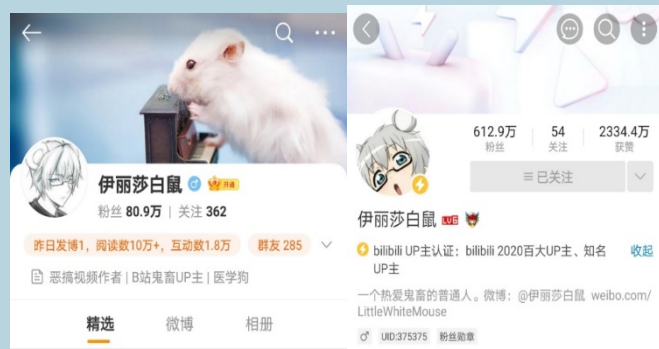 伊丽莎白鼠
开通
粉丝 80.9万 | 关注 362
昨日发博1，阅读数10万+，互动数1.8万
群友 285
恶搞视频作者 | B站鬼畜UP主 | 医学狗
精选 微博 相册
612.9万 54 2334.4万
粉丝 关注 获赞
已关注
伊丽莎白鼠 LV6
bilibili UP主认证：bilibili 2020百大UP主、知名
UP主
收起
一个热爱鬼畜的普通人。微博：@伊丽莎白鼠 weibo.com/
LittleWhiteMouse
UID:375375 粉丝勋章